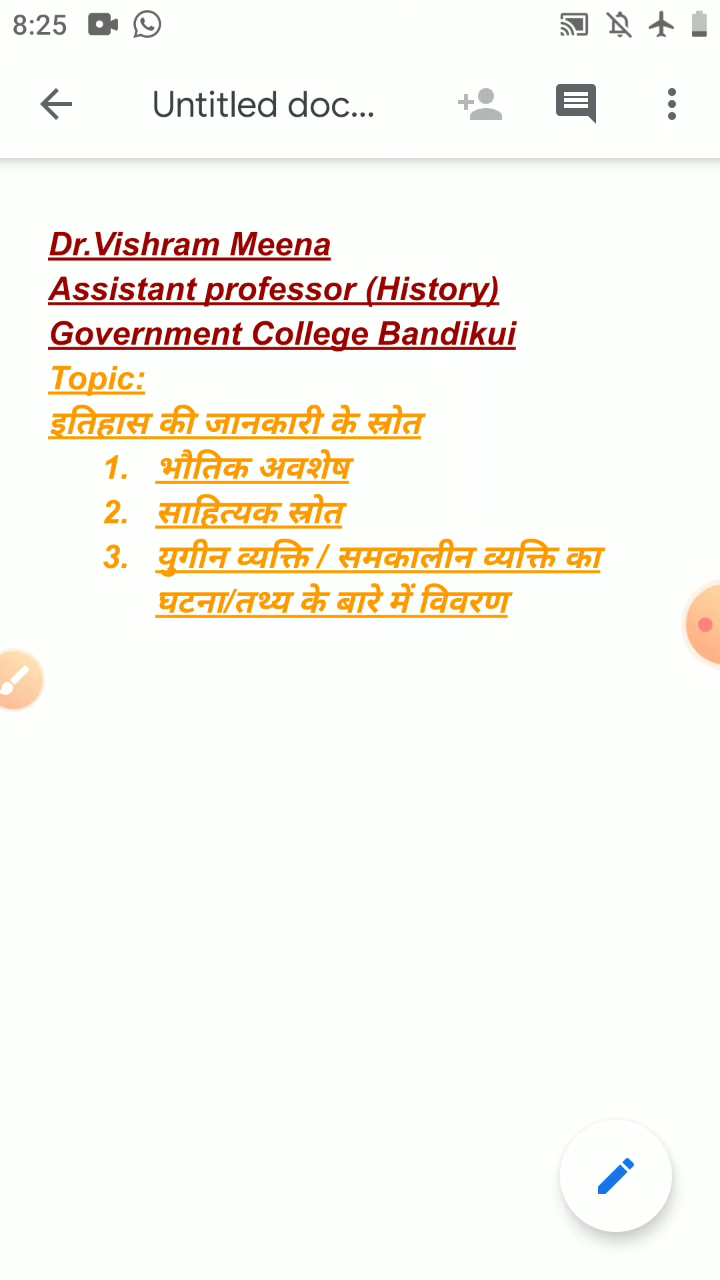 8:25
Untitled doc...
Dr.Vishram Meena
Assistant professor (History)
Government College Bandikui
Topic:
इतिहास की जानकारी के स्रोत
1. भौतिक अवशेष
2. साहित्यक स्रोत
3. युगीन व्यक्ति / समकालीन व्यक्ति का
घटना/तथ्य के बारे में विवरण